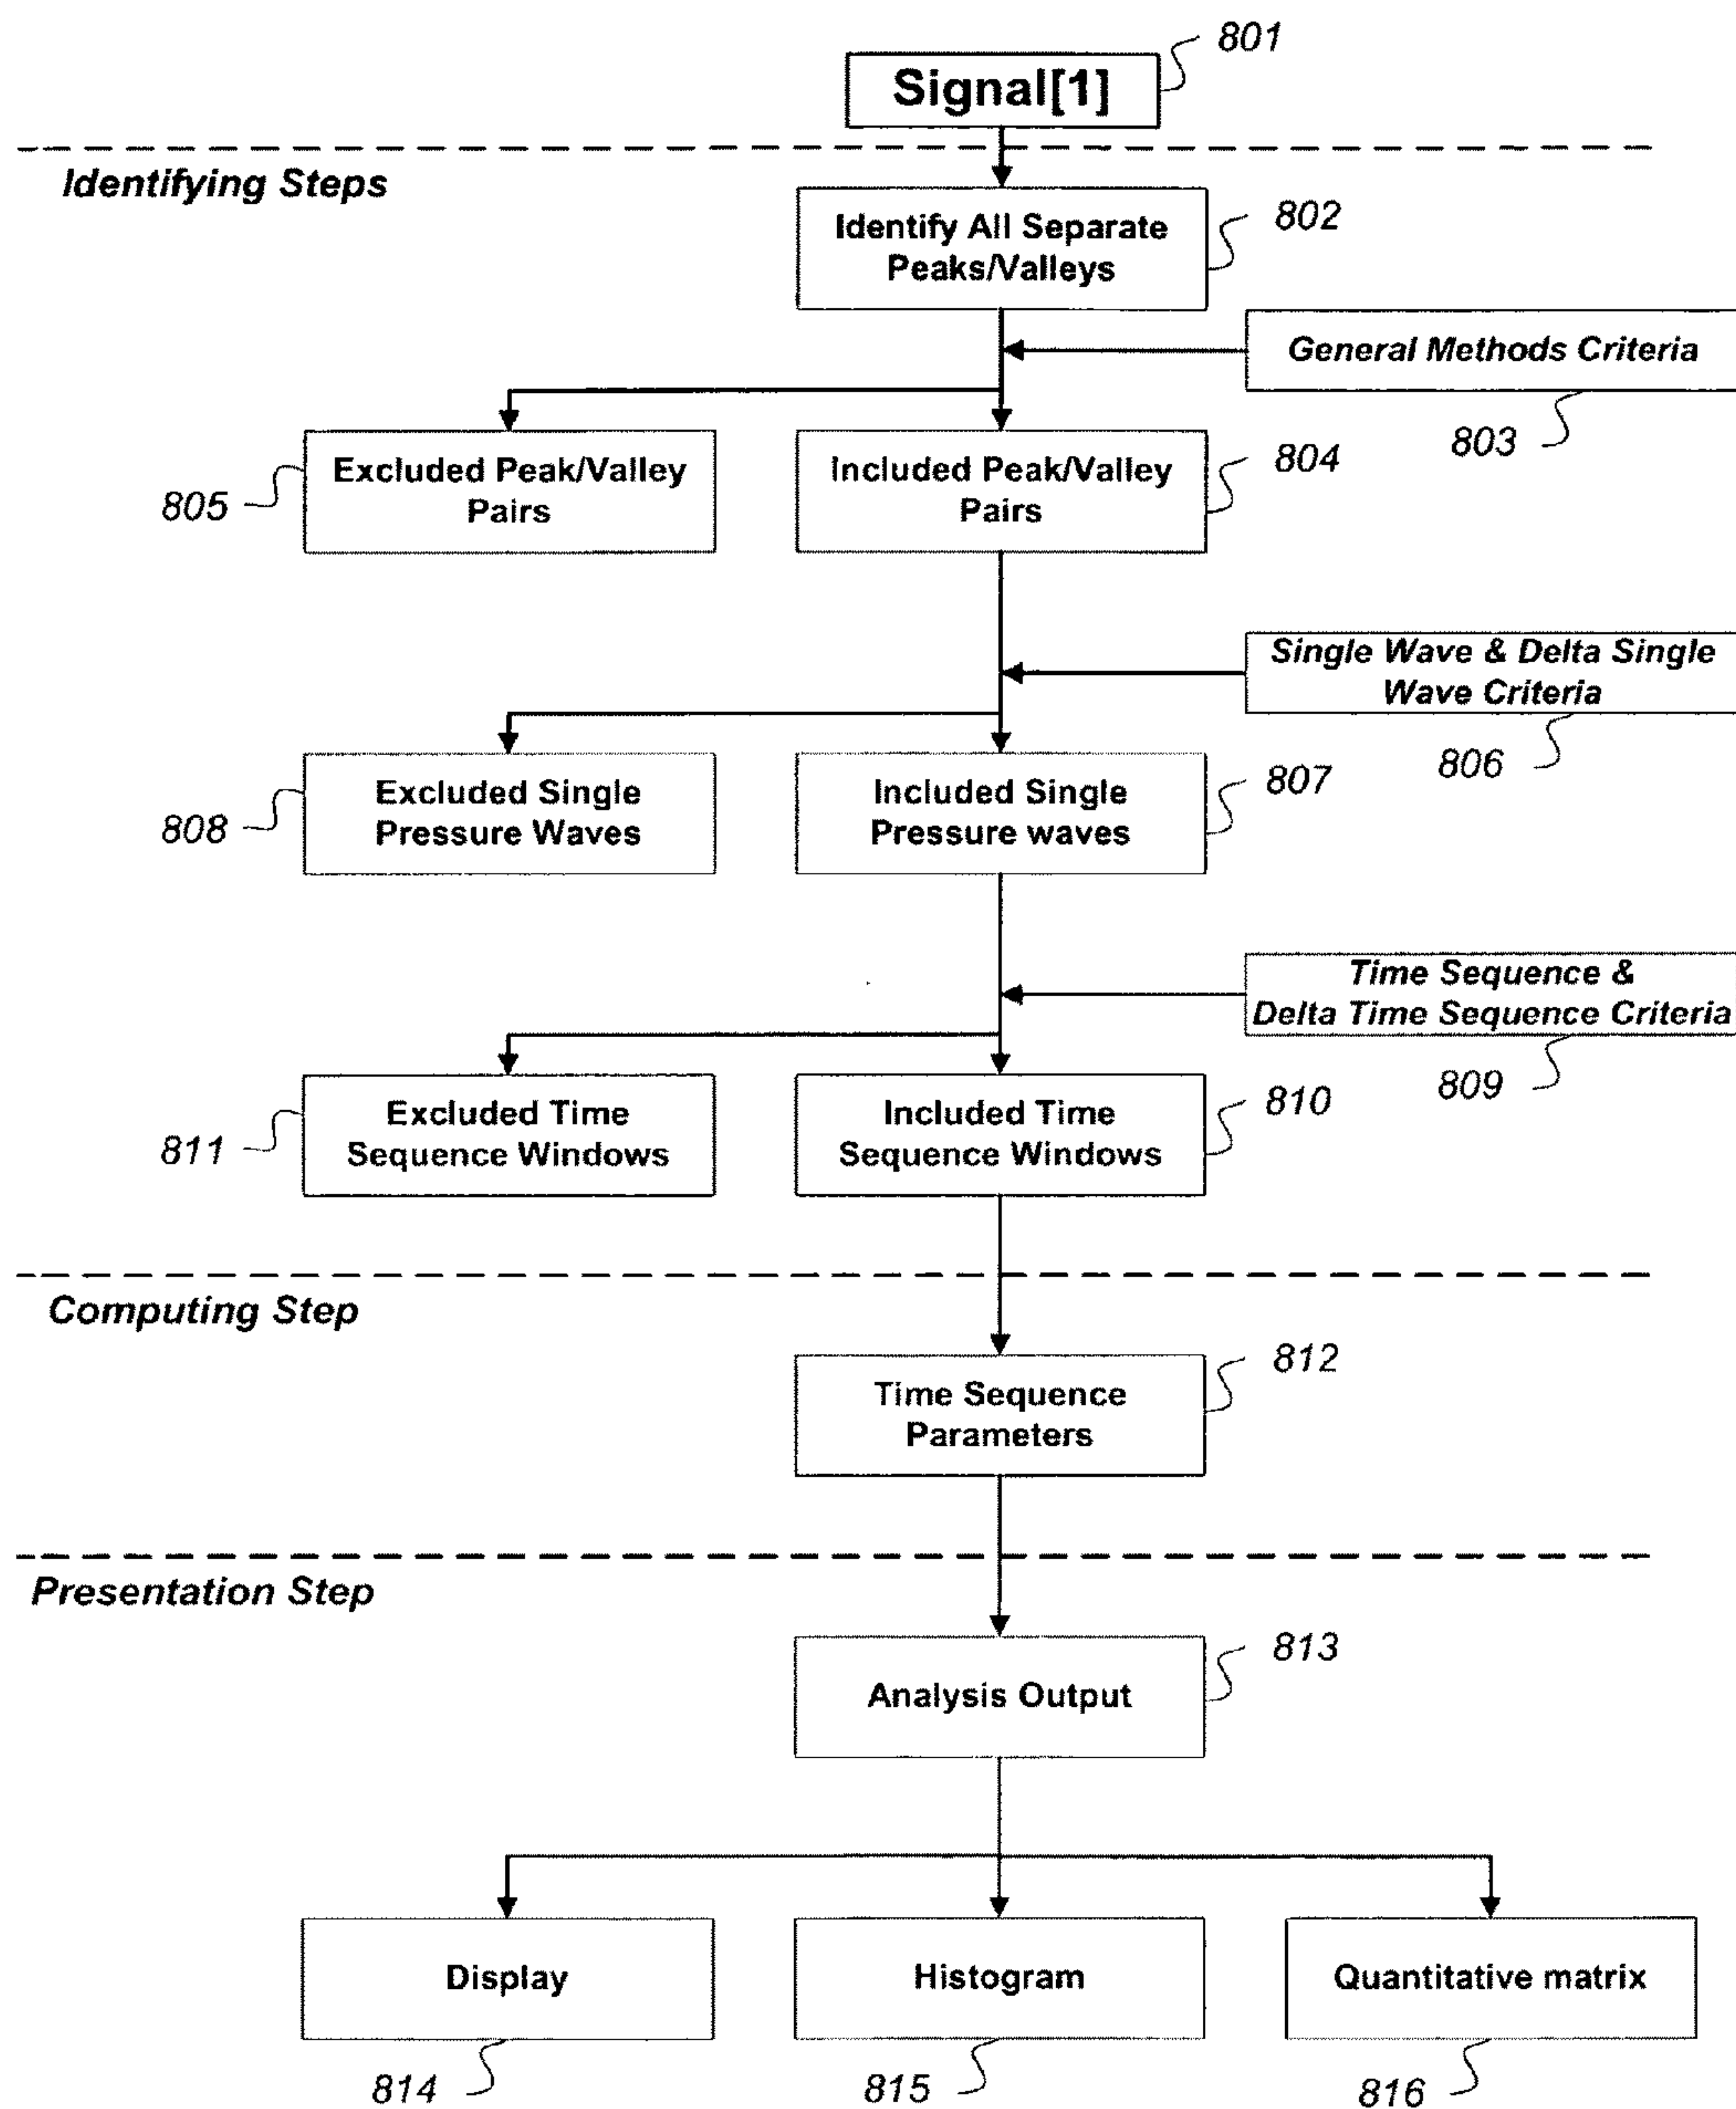 801
Signal[1]
Identifying Steps
802
Identify All Separate
Peaks/Valleys
General Methods Criteria
803
Excluded Peak/Valley
Pairs
805
Included Peak/Valley
Pairs
804
Single Wave & Delta Single
Wave Criteria
806
Excluded Single
Pressure Waves
808
Included Single
Pressure waves
807
Time Sequence &
Delta Time Sequence Criteria
809
Excluded Time
Sequence Windows
811
Included Time
Sequence Windows
810
Computing Step
812
Time Sequence
Parameters
Presentation Step
813
Analysis Output
Display
Histogram
Quantitative matrix
814
815
816